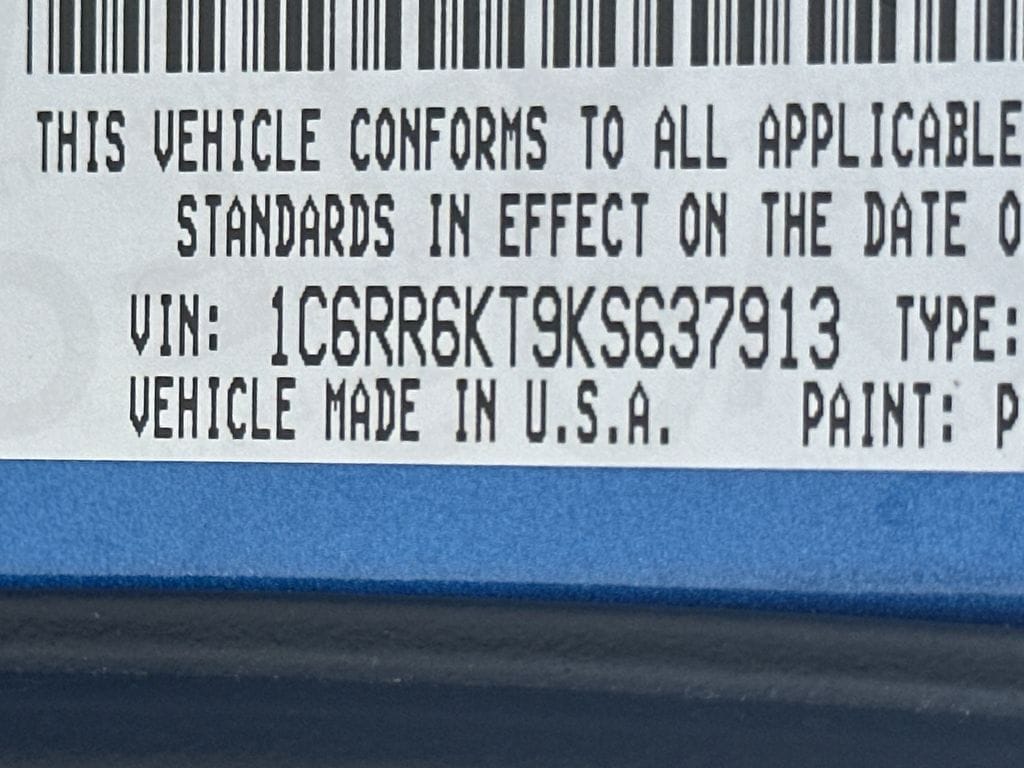 THIS VEHICLE CONFORMS TO ALL APPLICABLE
STANDARDS IN EFFECT ON THE DATE O
VIN: 1C6RR6KT9KS637913 TYPE:
VEHICLE MADE IN U.S.A. PAINT: P